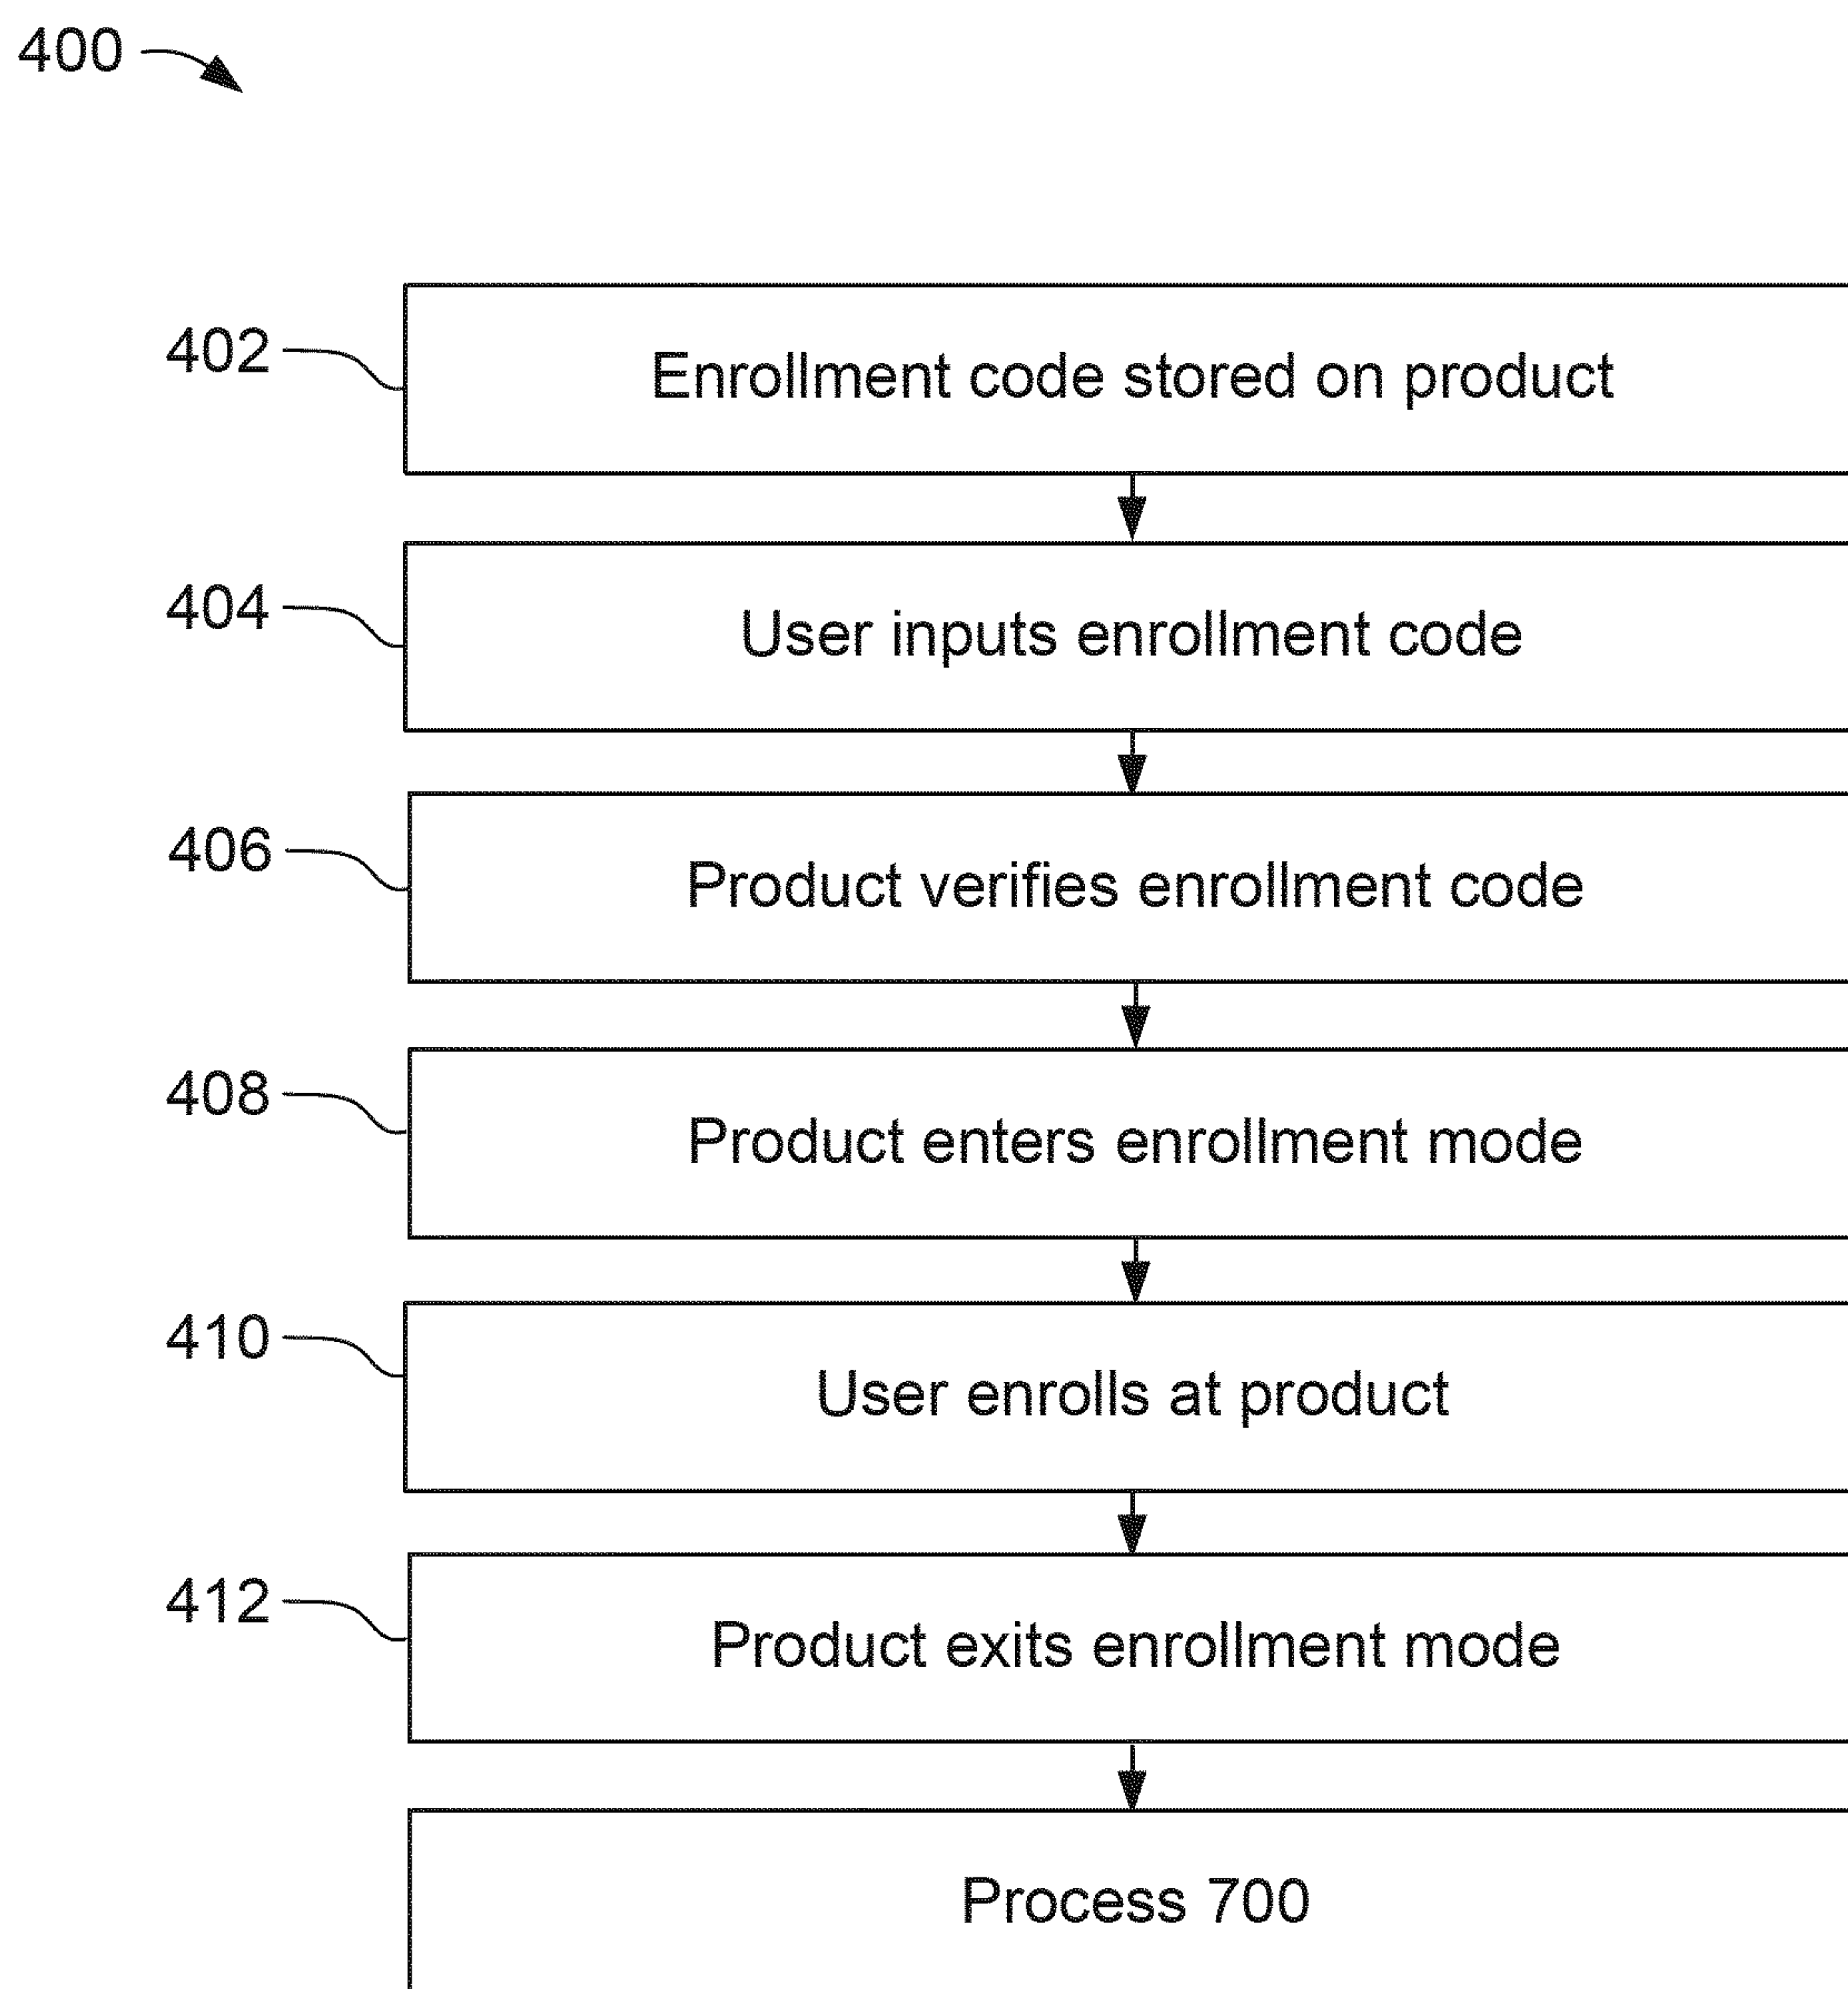 400
402
Enrollment code stored on product
404
User inputs enrollment code
406
Product verifies enrollment code
408
Product enters enrollment mode
410
User enrolls at product
412
Product exits enrollment mode
Process 700